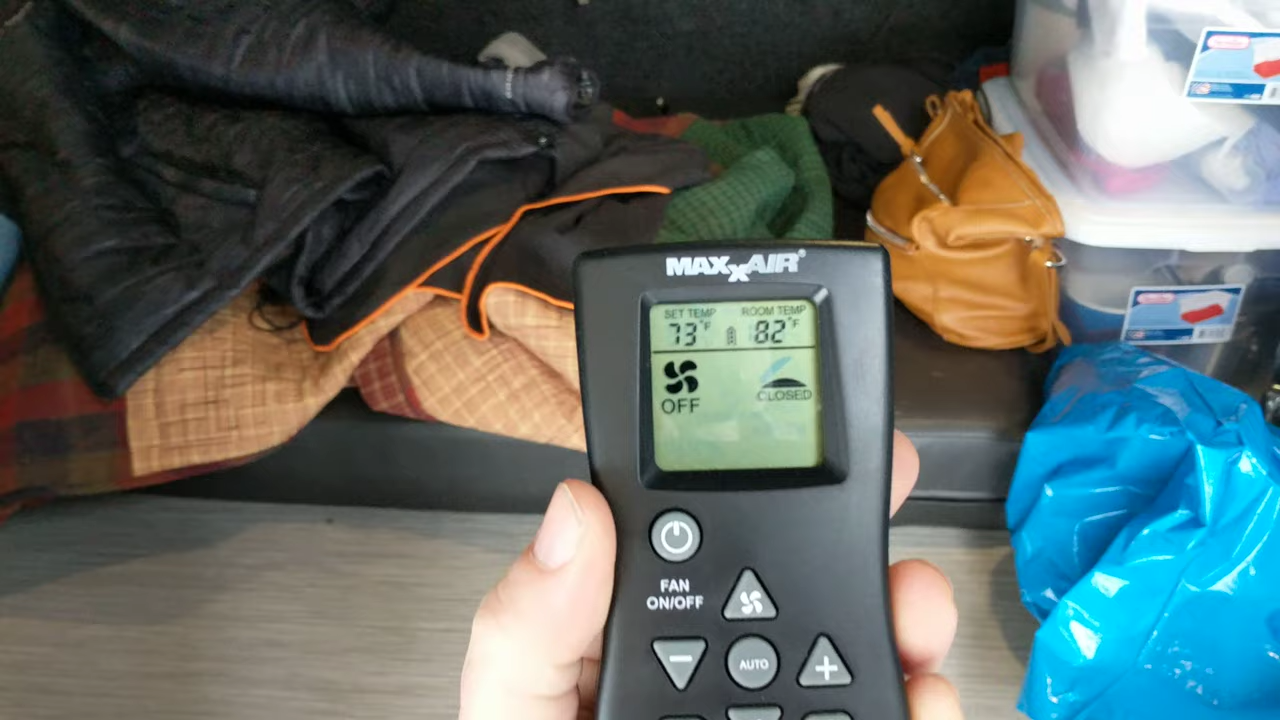 MAXXAIR®
SET TEMP ROOM TEMP
73°F 82°F
OFF CLOSED
FAN
ON/OFF
AUTO